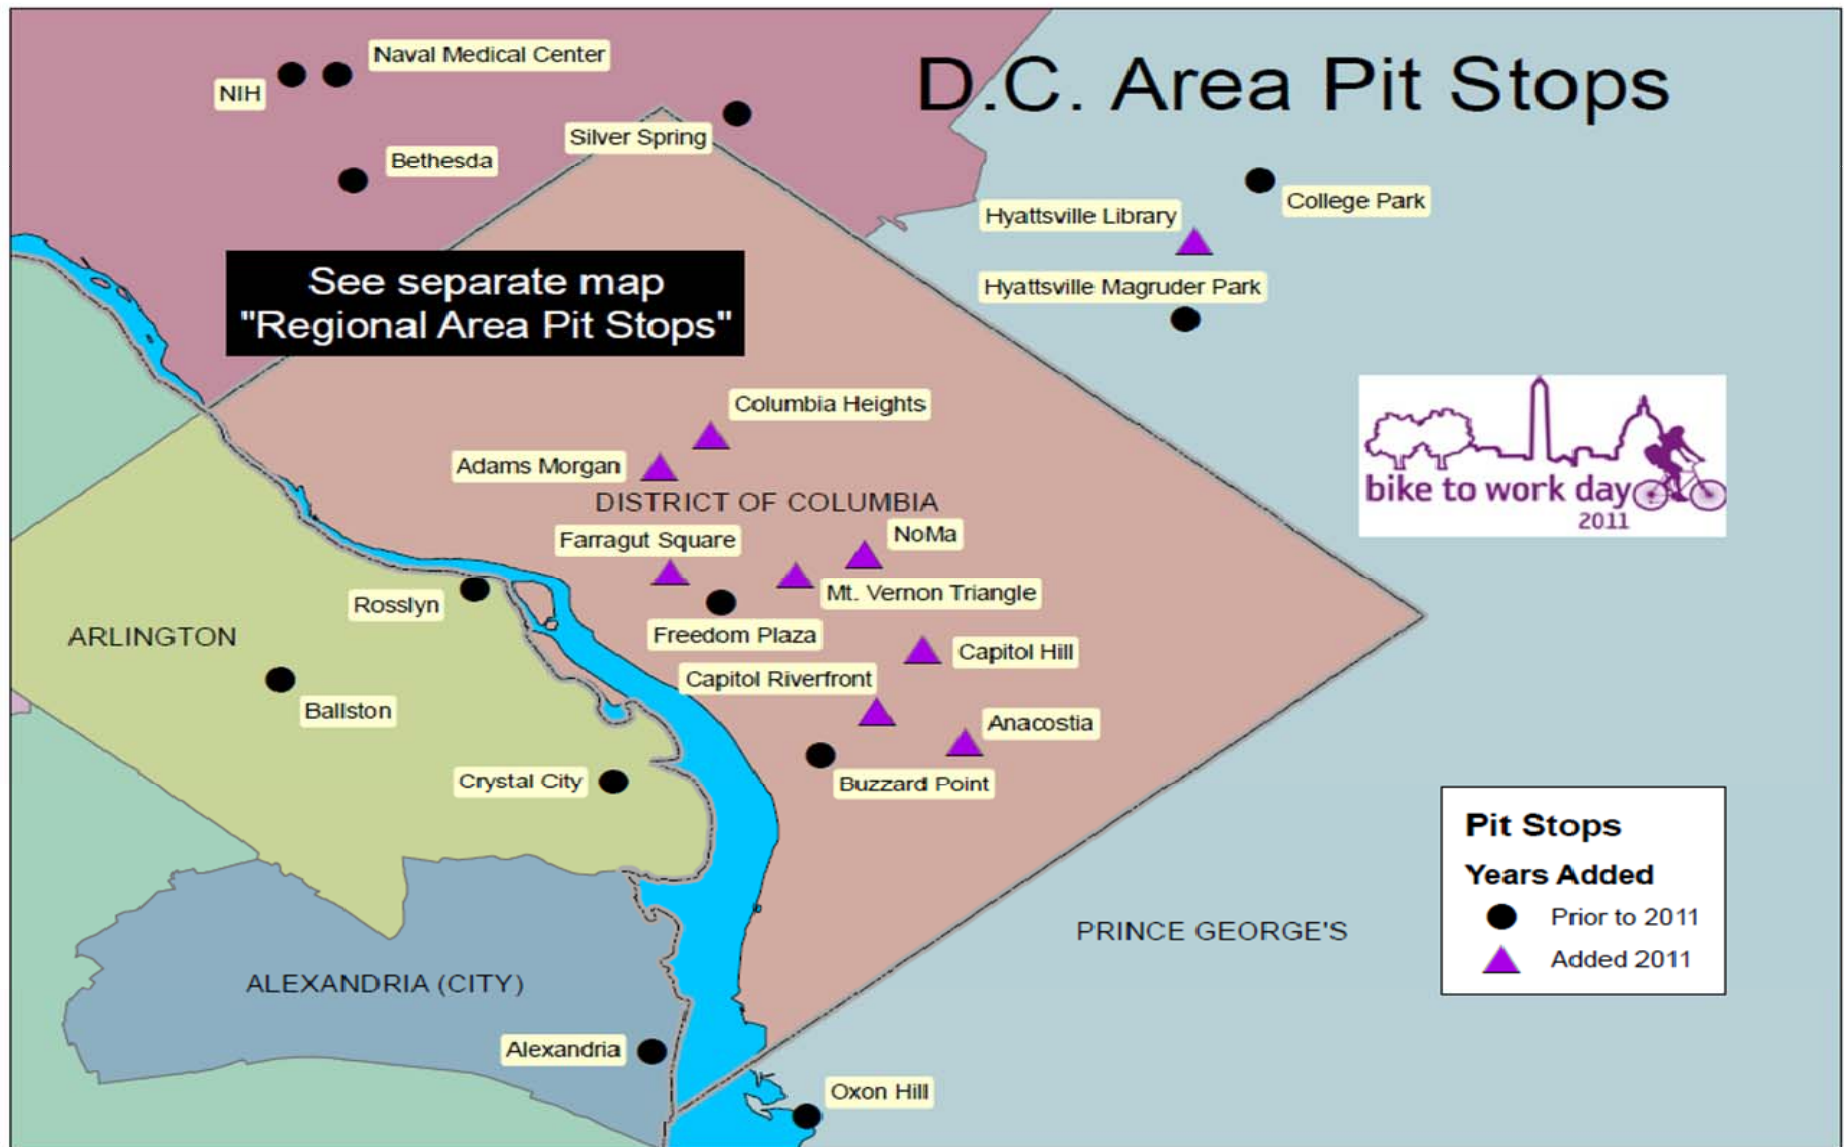 D.C. Area Pit Stops
Naval Medical Center
NIH
Silver Spring
Bethesda
College Park
Hyattsville Library
See separate map
"Regional Area Pit Stops"
Hyattsville Magruder Park
Columbia Heights
Adams Morgan
DISTRICT OF COLUMBIA
bike to work day
2011
Farragut Square
NoMa
Mt. Vernon Triangle
Rosslyn
Freedom Plaza
ARLINGTON
Capitol Hill
Capitol Riverfront
Ballston
Anacostia
Crystal City
Buzzard Point
Pit Stops
Years Added
Prior to 2011
Added 2011
PRINCE GEORGE'S
ALEXANDRIA (CITY)
Alexandria
Oxon Hill